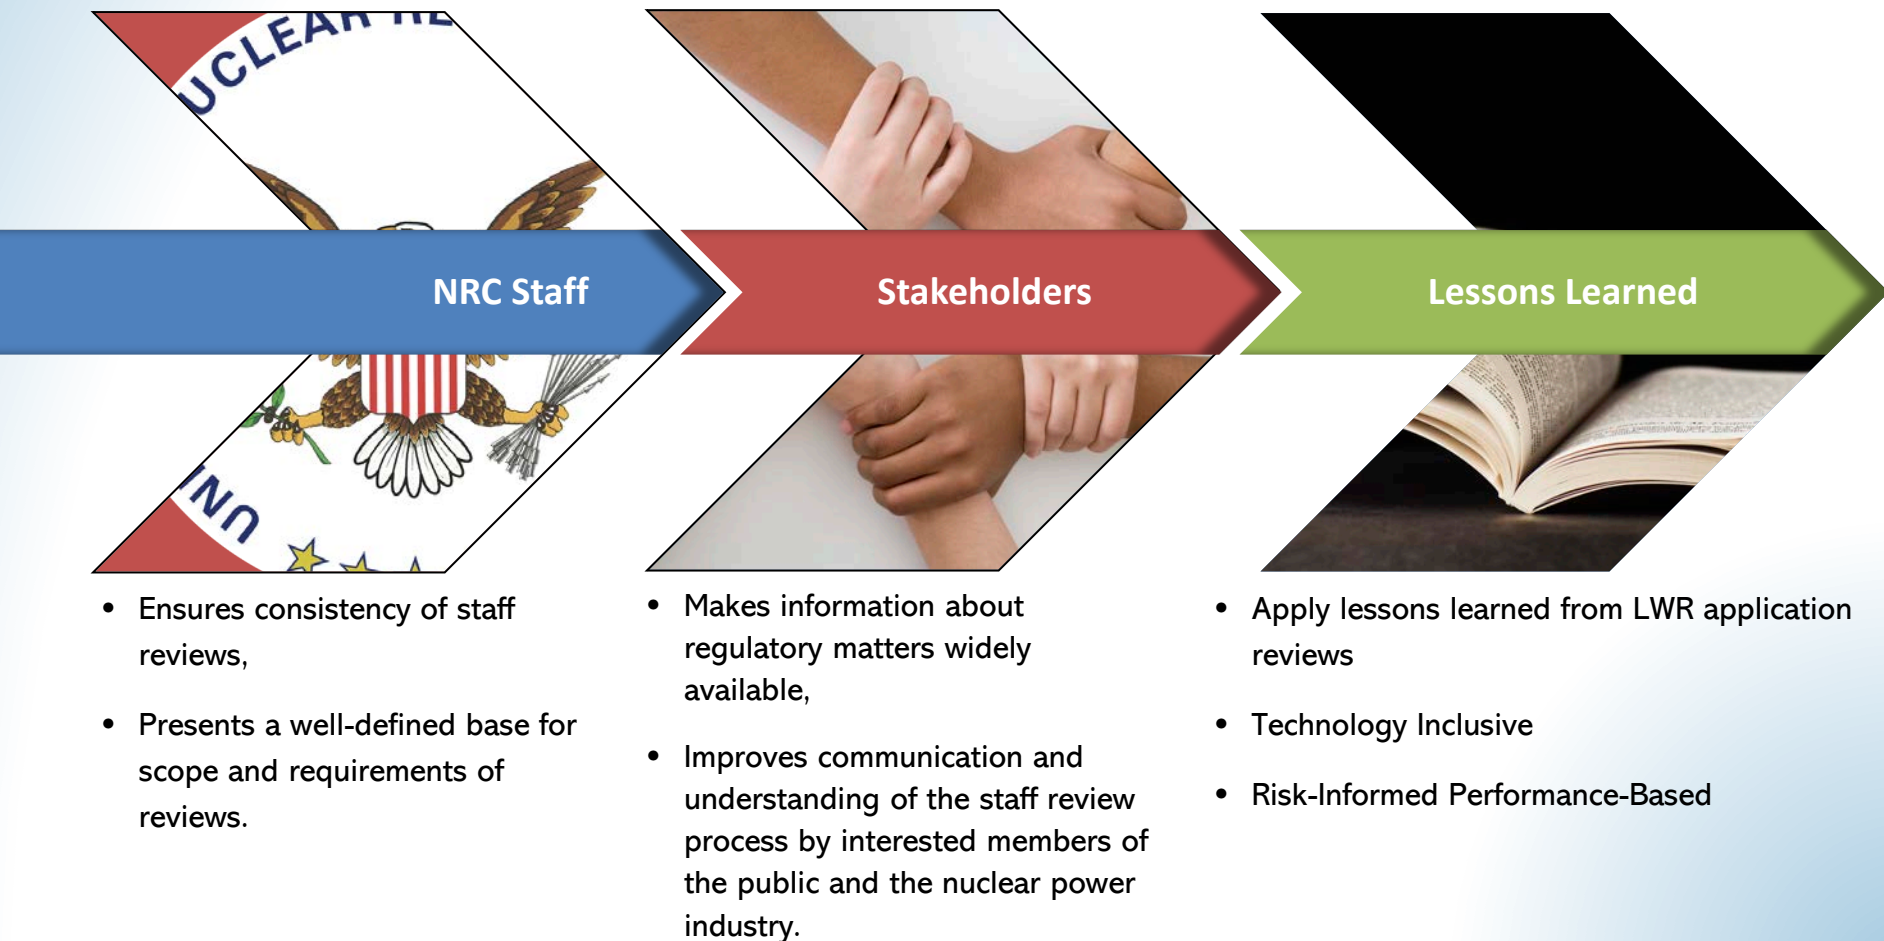 UCLEAR RE
NRC Staff
UNI
• Ensures consistency of staff
reviews,
• Presents a well-defined base for
scope and requirements of
reviews.
Stakeholders
• Makes information about
regulatory matters widely
available,
• Improves communication and
understanding of the staff review
process by interested members of
the public and the nuclear power
industry.
Lessons Learned
• Apply lessons learned from LWR application
reviews
• Technology Inclusive
• Risk-Informed Performance-Based